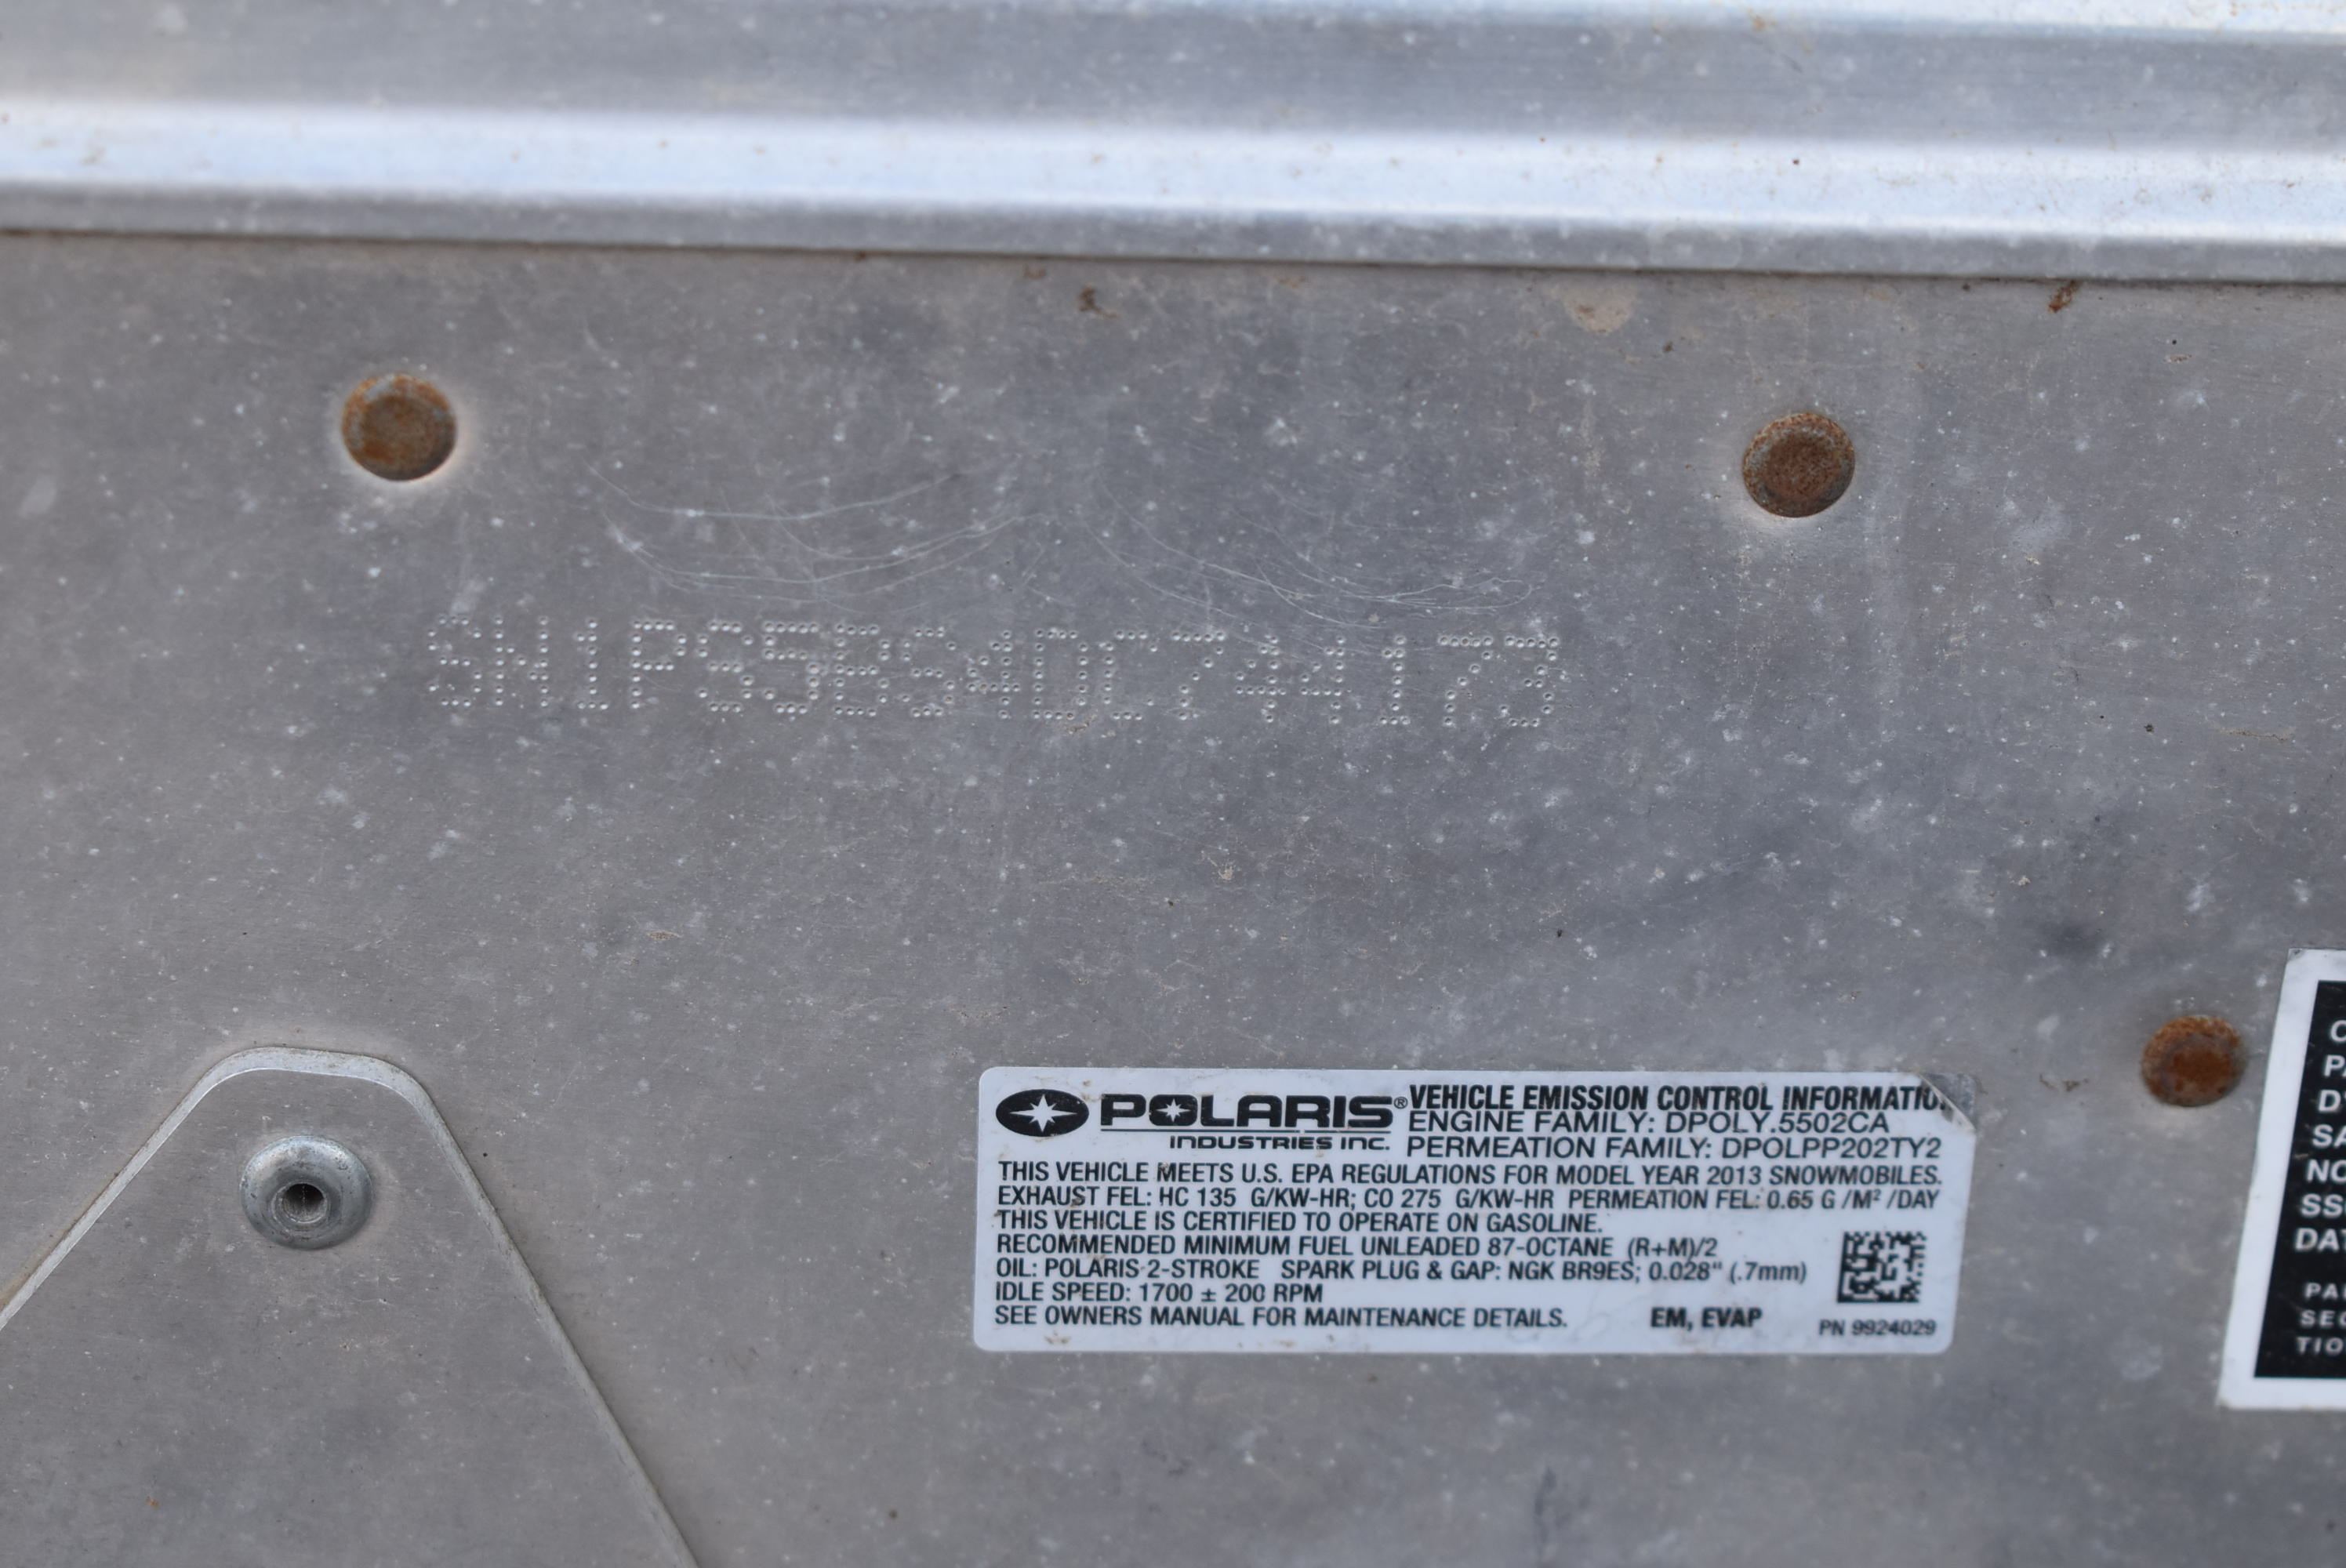 SN1PS5BS4DC744173
POLARIS® VEHICLE EMISSION CONTROL INFORMATIO
INDUSTRIES INC.
ENGINE FAMILY: DPOLY.5502CA
PERMEATION FAMILY: DPOLPP202TY2
THIS VEHICLE MEETS U.S. EPA REGULATIONS FOR MODEL YEAR 2013 SNOWMOBILES.
EXHAUST FEL: HC 135 G/KW-HR; CO 275 G/KW-HR PERMEATION FEL: 0.65 G /M² /DAY
THIS VEHICLE IS CERTIFIED TO OPERATE ON GASOLINE.
RECOMMENDED MINIMUM FUEL UNLEADED 87-OCTANE (R+M)/2
OIL: POLARIS 2-STROKE SPARK PLUG & GAP: NGK BR9ES; 0.028" (.7mm)
IDLE SPEED: 1700 ± 200 RPM
SEE OWNERS MANUAL FOR MAINTENANCE DETAILS. EM, EVAP PN 9924029